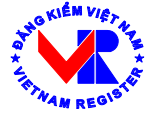 ĐĂNG KIỂM VIỆT NAM
VR
VIETNAM REGISTER